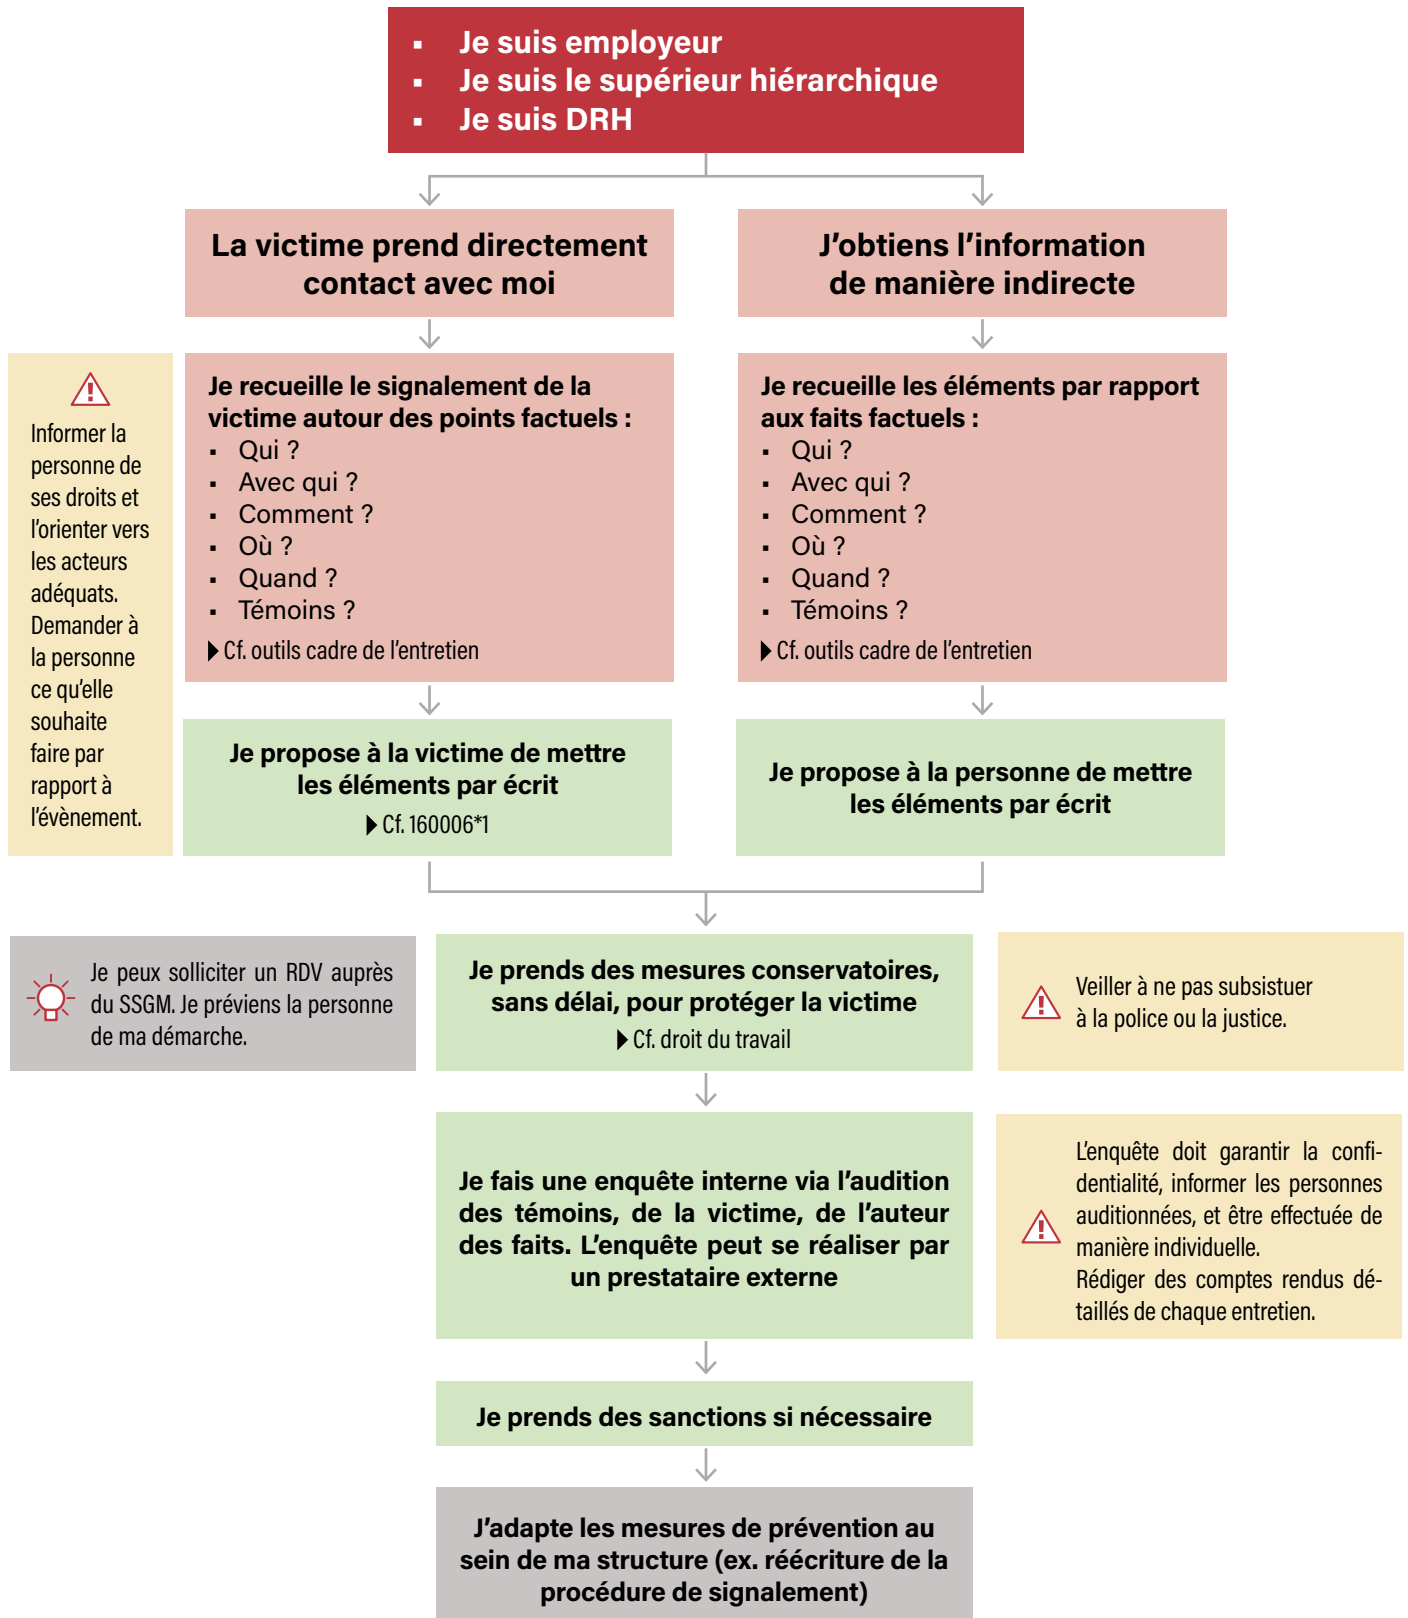 ▪ Je suis employeur
▪ Je suis le supérieur hiérarchique
▪ Je suis DRH
La victime prend directement
contact avec moi
J’obtiens l’information
de manière indirecte
Informer la
personne de
ses droits et
l’orienter vers
les acteurs
adéquats.
Demander à
la personne
ce qu’elle
souhaite
faire par
rapport à
l’évènement.
Je recueille le signalement de la
victime autour des points factuels :
▪ Qui ?
▪ Avec qui ?
▪ Comment ?
▪ Où ?
▪ Quand ?
▪ Témoins ?
Cf. outils cadre de l’entretien
Je recueille les éléments par rapport
aux faits factuels :
▪ Qui ?
▪ Avec qui ?
▪ Comment ?
▪ Où ?
▪ Quand ?
▪ Témoins ?
Cf. outils cadre de l’entretien
Je propose à la victime de mettre
les éléments par écrit
Cf. 160006*1
Je propose à la personne de mettre
les éléments par écrit
Je peux solliciter un RDV auprès
du SSGM. Je préviens la personne
de ma démarche.
Je prends des mesures conservatoires,
sans délai, pour protéger la victime
Cf. droit du travail
Veiller à ne pas subsistuer
à la police ou la justice.
Je fais une enquête interne via l’audition
des témoins, de la victime, de l’auteur
des faits. L’enquête peut se réaliser par
un prestataire externe
L’enquête doit garantir la confi-
dentialité, informer les personnes
auditionnées, et être effectuée de
manière individuelle.
Rédiger des comptes rendus dé-
taillés de chaque entretien.
Je prends des sanctions si nécessaire
J’adapte les mesures de prévention au
sein de ma structure (ex. réécriture de la
procédure de signalement)